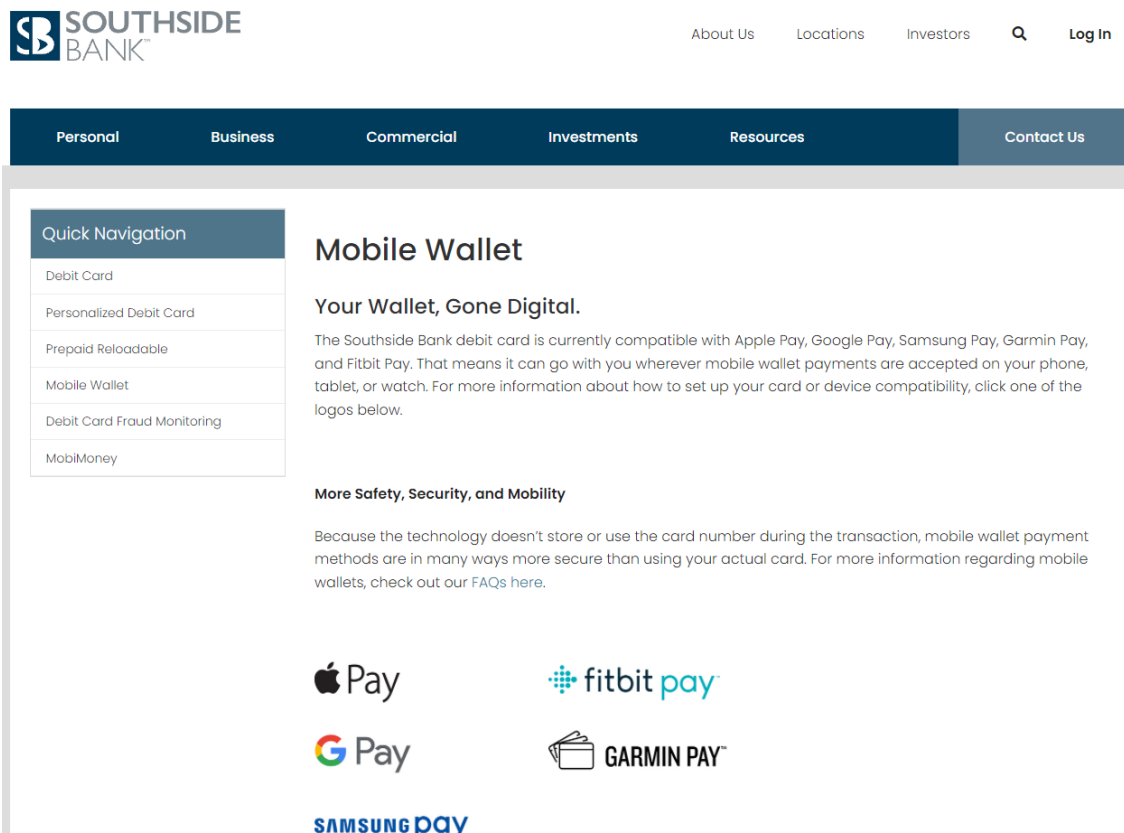 SB SOUTHSIDE
BANK™
About Us Locations Investors Log In
Personal Business Commercial Investments Resources Contact Us
Quick Navigation
Debit Card
Personalized Debit Card
Prepaid Reloadable
Mobile Wallet
Debit Card Fraud Monitoring
MobiMoney
Mobile Wallet
Your Wallet, Gone Digital.
The Southside Bank debit card is currently compatible with Apple Pay, Google Pay, Samsung Pay, Garmin Pay,
and Fitbit Pay. That means it can go with you wherever mobile wallet payments are accepted on your phone,
tablet, or watch. For more information about how to set up your card or device compatibility, click one of the
logos below.
More Safety, Security, and Mobility
Because the technology doesn’t store or use the card number during the transaction, mobile wallet payment
methods are in many ways more secure than using your actual card. For more information regarding mobile
wallets, check out our FAQs here.
Pay fitbit pay™
G Pay GARMIN PAY™
SAMSUNG pay